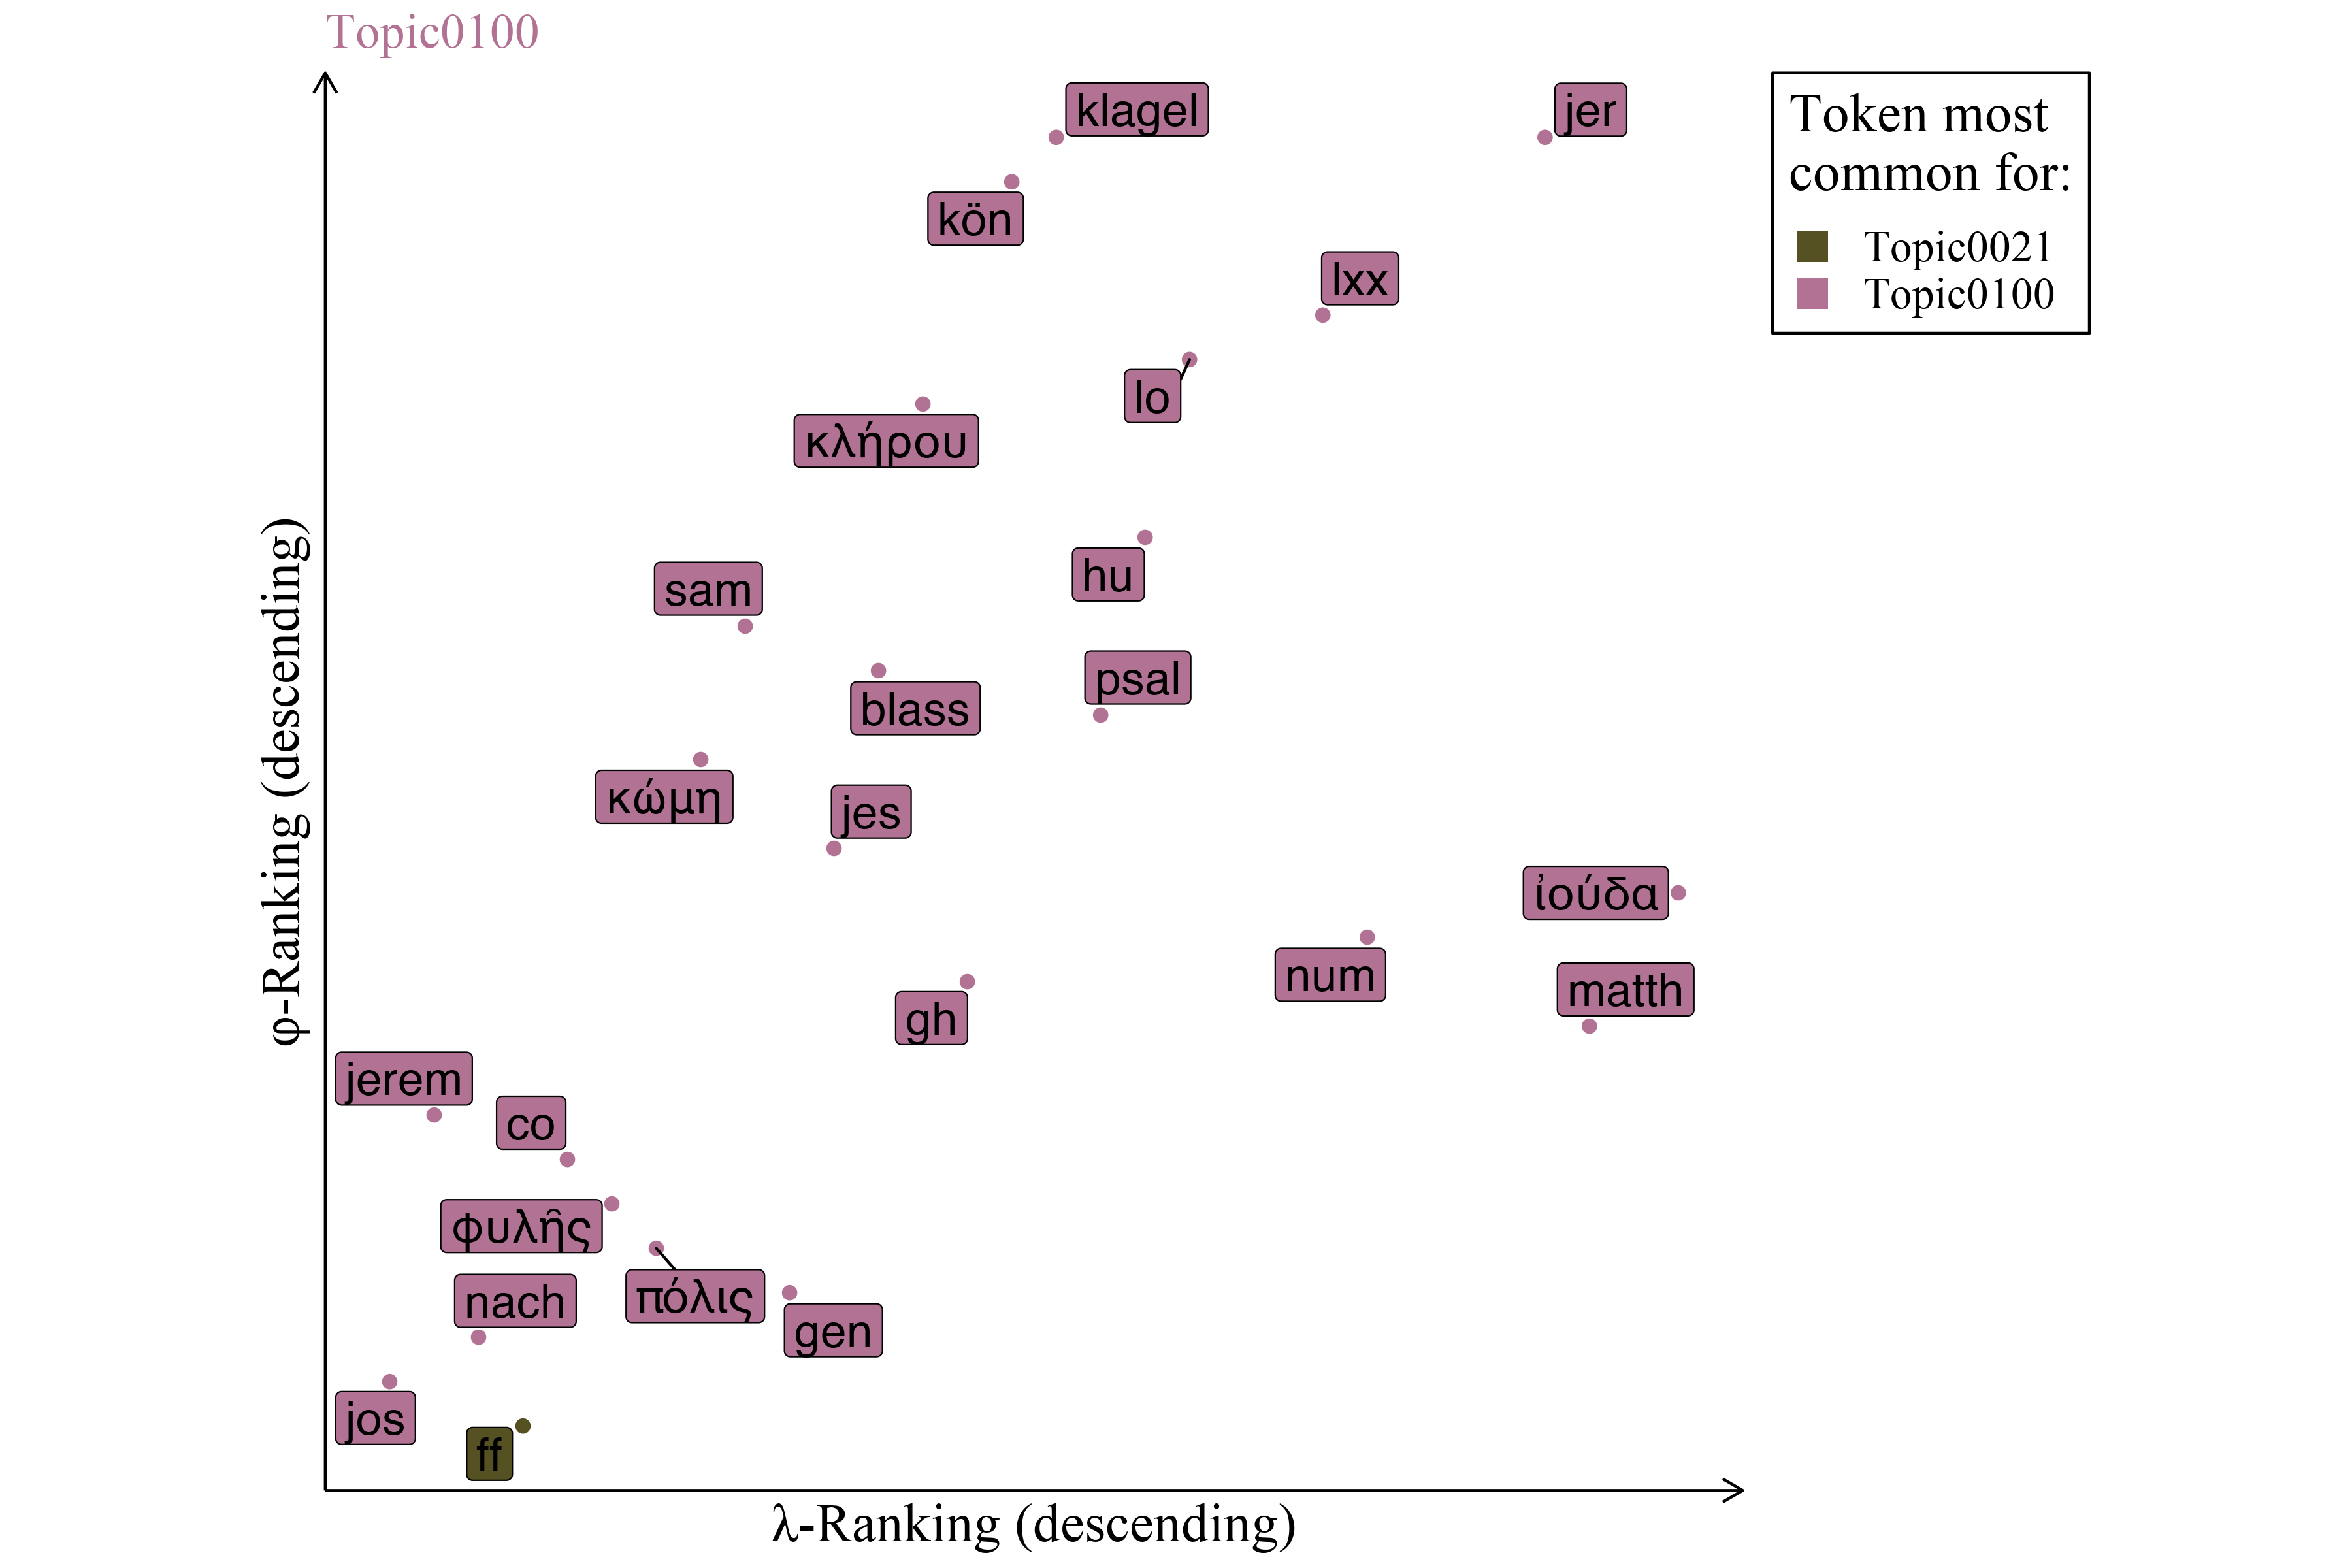 Topic0100
klagel
jer
Token most
common for:
Topic0021
Topic0100
kön
lxx
lo
κλήρου
hu
sam
psal
blass
κώμη
jes
ἰούδα
num
matth
gh
jerem
co
φυλῆς
nach
πόλις
gen
jos
ff
φ-Ranking (descending)
λ-Ranking (descending)